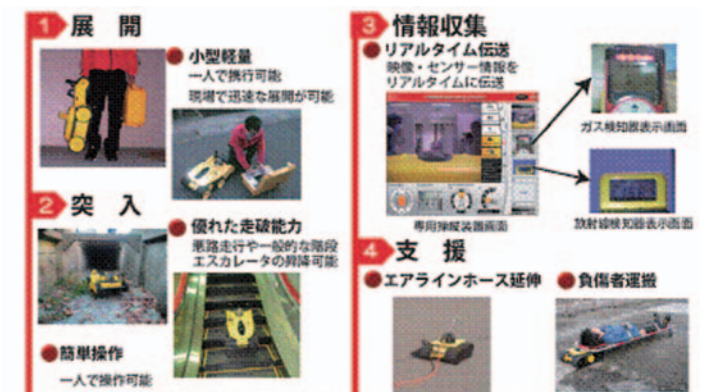 1 展 開
小型軽量
一人で携行可能
現場で迅速な展開が可能
2 突 入
優れた走破能力
悪路走行や一般的な階段
エスカレータの昇降可能
簡単操作
一人で操作可能
3 情報収集
リアルタイム伝送
映像・センサー情報を
リアルタイムに伝送
ガス検知器表示画面
専用操縦装置画面
放射線検知器表示画面
4 支 援
エアラインホース延伸
負傷者運搬